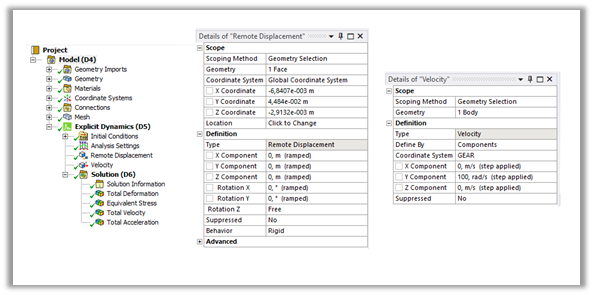 Project
Model (D4)
Geometry Imports
Geometry
Materials
Coordinate Systems
Connections
Mesh
Explicit Dynamics (D5)
Initial Conditions
Analysis Settings
Remote Displacement
Velocity
Solution (D6)
Solution Information
Total Deformation
Equivalent Stress
Total Velocity
Total Acceleration
Details of "Remote Displacement"
Scope
Scoping Method Geometry Selection
Geometry 1 Face
Coordinate System Global Coordinate System
X Coordinate -6,8407e-003 m
Y Coordinate 4,484e-002 m
Z Coordinate -2,9132e-003 m
Location Click to Change
Definition
Type Remote Displacement
X Component 0, m (ramped)
Y Component 0, m (ramped)
Z Component 0, m (ramped)
Rotation X 0, ° (ramped)
Rotation Y 0, ° (ramped)
Rotation Z Free
Suppressed No
Behavior Rigid
Advanced
Details of "Velocity"
Scope
Scoping Method Geometry Selection
Geometry 1 Body
Definition
Type Velocity
Define By Components
Coordinate System GEAR
X Component 0, m/s (step applied)
Y Component 100, rad/s (step applied)
Z Component 0, m/s (step applied)
Suppressed No